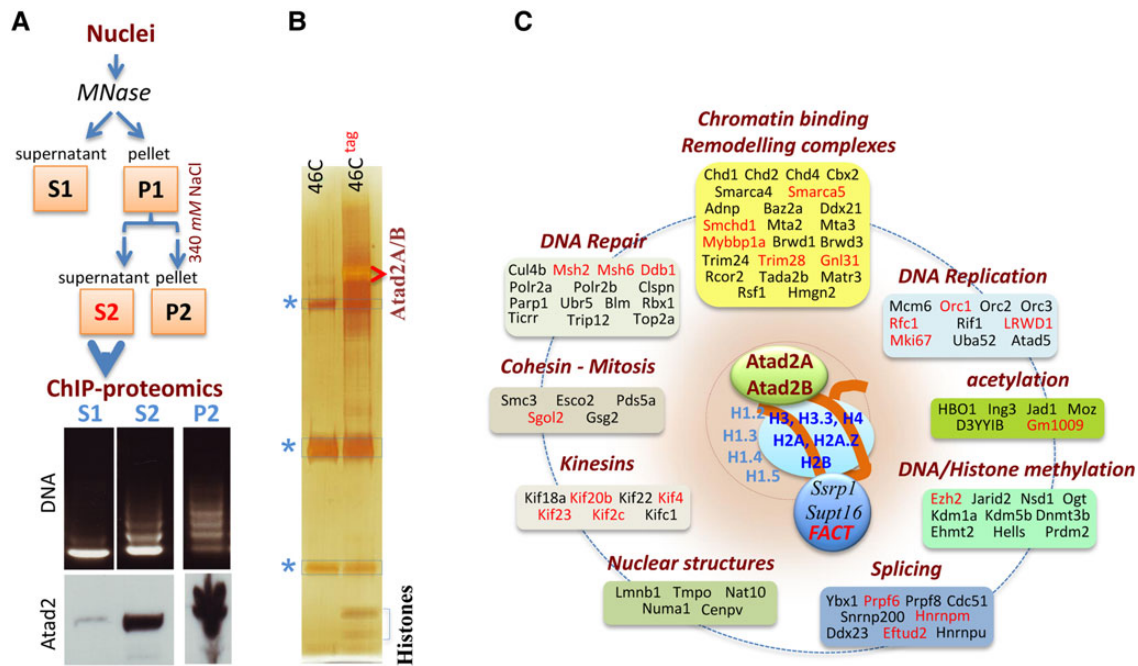 A
Nuclei
MNase
supernatant pellet
S1 P1
340 mM NaCl
supernatant pellet
S2 P2
ChIP-proteomics
S1 S2 P2
DNA
Atad2
B
46C 46C tag
Atad2A/B
*
*
*
Histones
C
Chromatin binding
Remodelling complexes
Chd1 Chd2 Chd4 Cbx2
Smarca4 Smarca5
Adnp Baz2a Ddx21
Smchd1 Mta2 Mta3
Mybbp1a Brwd1 Brwd3
Trim24 Trim28 Gnl31
Rcor2 Tada2b Matr3
Rsf1 Hmgn2
DNA Repair
Cul4b Msh2 Msh6 Ddb1
Polr2a Polr2b Clspn
Parp1 Ubr5 Blm Rbx1
Ticrr Trip12 Top2a
DNA Replication
Mcm6 Orc1 Orc2 Orc3
Rfc1 Rif1 LRWD1
Mki67 Uba52 Atad5
Cohesin - Mitosis
Smc3 Esco2 Pds5a
Sgol2 Gsg2
acetylation
HBO1 Ing3 Jad1 Moz
D3YYIB Gm1009
Kinesins
Kif18a Kif20b Kif22 Kif4
Kif23 Kif2c Kifc1
DNA/Histone methylation
Ezh2 Jarid2 Nsd1 Ogt
Kdm1a Kdm5b Dnmt3b
Ehmt2 Hells Prdm2
Nuclear structures
Lmnb1 Tmpo Nat10
Numa1 Cenpv
Splicing
Ybx1 Prpf6 Prpf8 Cdc51
Snrnp200 Hnrnpm
Ddx23 Eftud2 Hnrnpu
Atad2A
Atad2B
H1.2
H1.3
H1.4
H1.5
H3, H3.3, H4
H2A, H2A.Z
H2B
Ssrp1
Supt16
FACT